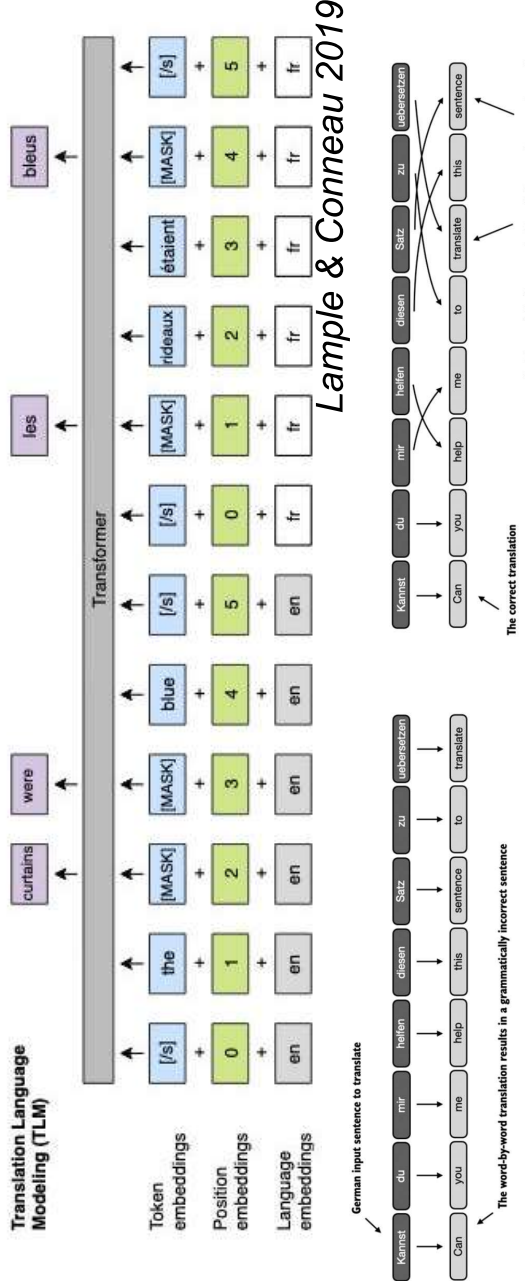 Translation Language
Modeling (TLM)
curtains were les bleus
Transformer
Token
embeddings
[/s] the [MASK] [MASK] blue [/s] [/s] [MASK] rideaux étaient [MASK] [/s]
+ + + + + + + + + + + +
Position
embeddings
0 1 2 3 4 5 0 1 2 3 4 5
+ + + + + + + + + + + +
Language
embeddings
en en en en en en fr fr fr fr fr fr
Lample & Conneau 2019
German input sentence to translate
Kannst du mir helfen diesen Satz zu uebersetzen
Can you me help this sentence to translate
The word-by-word translation results in a grammatically incorrect sentence
Kannst du mir helfen diesen Satz zu uebersetzen
Can you help me to translate this sentence
The correct translation